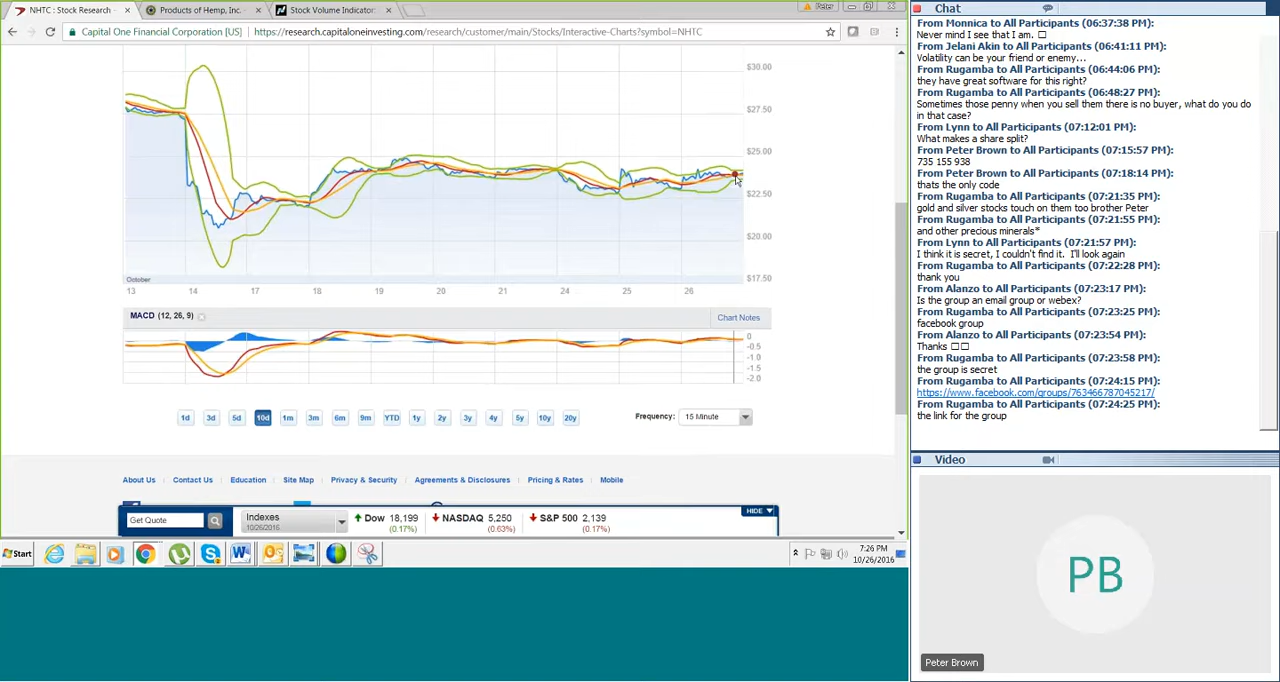 NHTC : Stock Research
Products of Hemp, Inc.
Stock Volume Indicator:
Peter
Capital One Financial Corporation [US]
https://research.capitaloneinvesting.com/research/customer/main/Stocks/Interactive-Charts?symbol=NHTC
$30.00
$27.50
$25.00
$22.50
$20.00
$17.50
October
13 14 17 18 19 20 21 24 25 26
MACD (12, 26, 9)
Chart Notes
0
-0.5
-1.0
-1.5
-2.0
1d 3d 5d 10d 1m 3m 6m 9m YTD 1y 2y 3y 4y 5y 10y 20y
Frequency: 15 Minute
About Us Contact Us Education Site Map Privacy & Security Agreements & Disclosures Pricing & Rates Mobile
HIDE
Get Quote
Indexes
10/26/2016
Dow 18,199
(0.17%)
NASDAQ 5,250
(0.63%)
S&P 500 2,139
(0.17%)
Start
7:26 PM
10/26/2016
Chat
From Monnica to All Participants (06:37:38 PM):
Never mind I see that I am. □
From Jelani Akin to All Participants (06:41:11 PM):
Volatility can be your friend or enemy...
From Rugamba to All Participants (06:44:06 PM):
they have great software for this right?
From Rugamba to All Participants (06:48:27 PM):
Sometimes those penny when you sell them there is no buyer, what do you do
in that case?
From Lynn to All Participants (07:12:01 PM):
What makes a share split?
From Peter Brown to All Participants (07:15:57 PM):
735 155 938
From Peter Brown to All Participants (07:18:14 PM):
thats the only code
From Rugamba to All Participants (07:21:35 PM):
gold and silver stocks touch on them too brother Peter
From Rugamba to All Participants (07:21:55 PM):
and other precious minerals*
From Lynn to All Participants (07:21:57 PM):
I think it is secret, I couldn't find it. I'll look again
From Rugamba to All Participants (07:22:28 PM):
thank you
From Alanzo to All Participants (07:23:17 PM):
Is the group an email group or webex?
From Rugamba to All Participants (07:23:25 PM):
facebook group
From Alanzo to All Participants (07:23:54 PM):
Thanks □□
From Rugamba to All Participants (07:23:58 PM):
the group is secret
From Rugamba to All Participants (07:24:15 PM):
https://www.facebook.com/groups/763466787045217/
From Rugamba to All Participants (07:24:25 PM):
the link for the group
Video
PB
Peter Brown